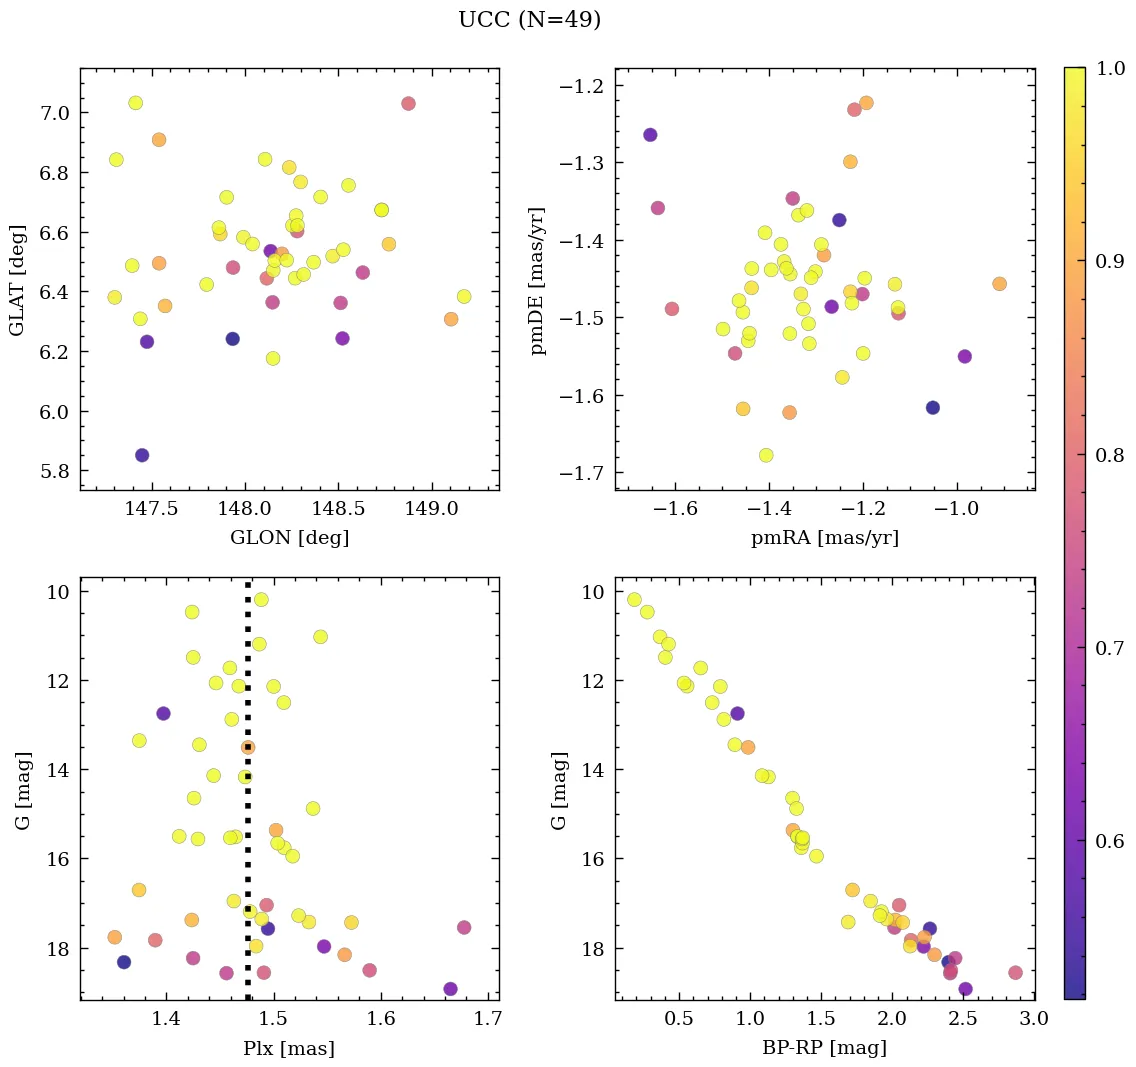 UCC (N=49)
7.0
6.8
6.6
6.4
6.2
6.0
5.8
GLAT [deg]
147.5 148.0 148.5 149.0
GLON [deg]
−1.2
−1.3
−1.4
−1.5
−1.6
−1.7
pmDE [mas/yr]
−1.6 −1.4 −1.2 −1.0
pmRA [mas/yr]
10
12
14
16
18
G [mag]
1.4 1.5 1.6 1.7
Plx [mas]
10
12
14
16
18
G [mag]
0.5 1.0 1.5 2.0 2.5 3.0
BP-RP [mag]
1.0
0.9
0.8
0.7
0.6